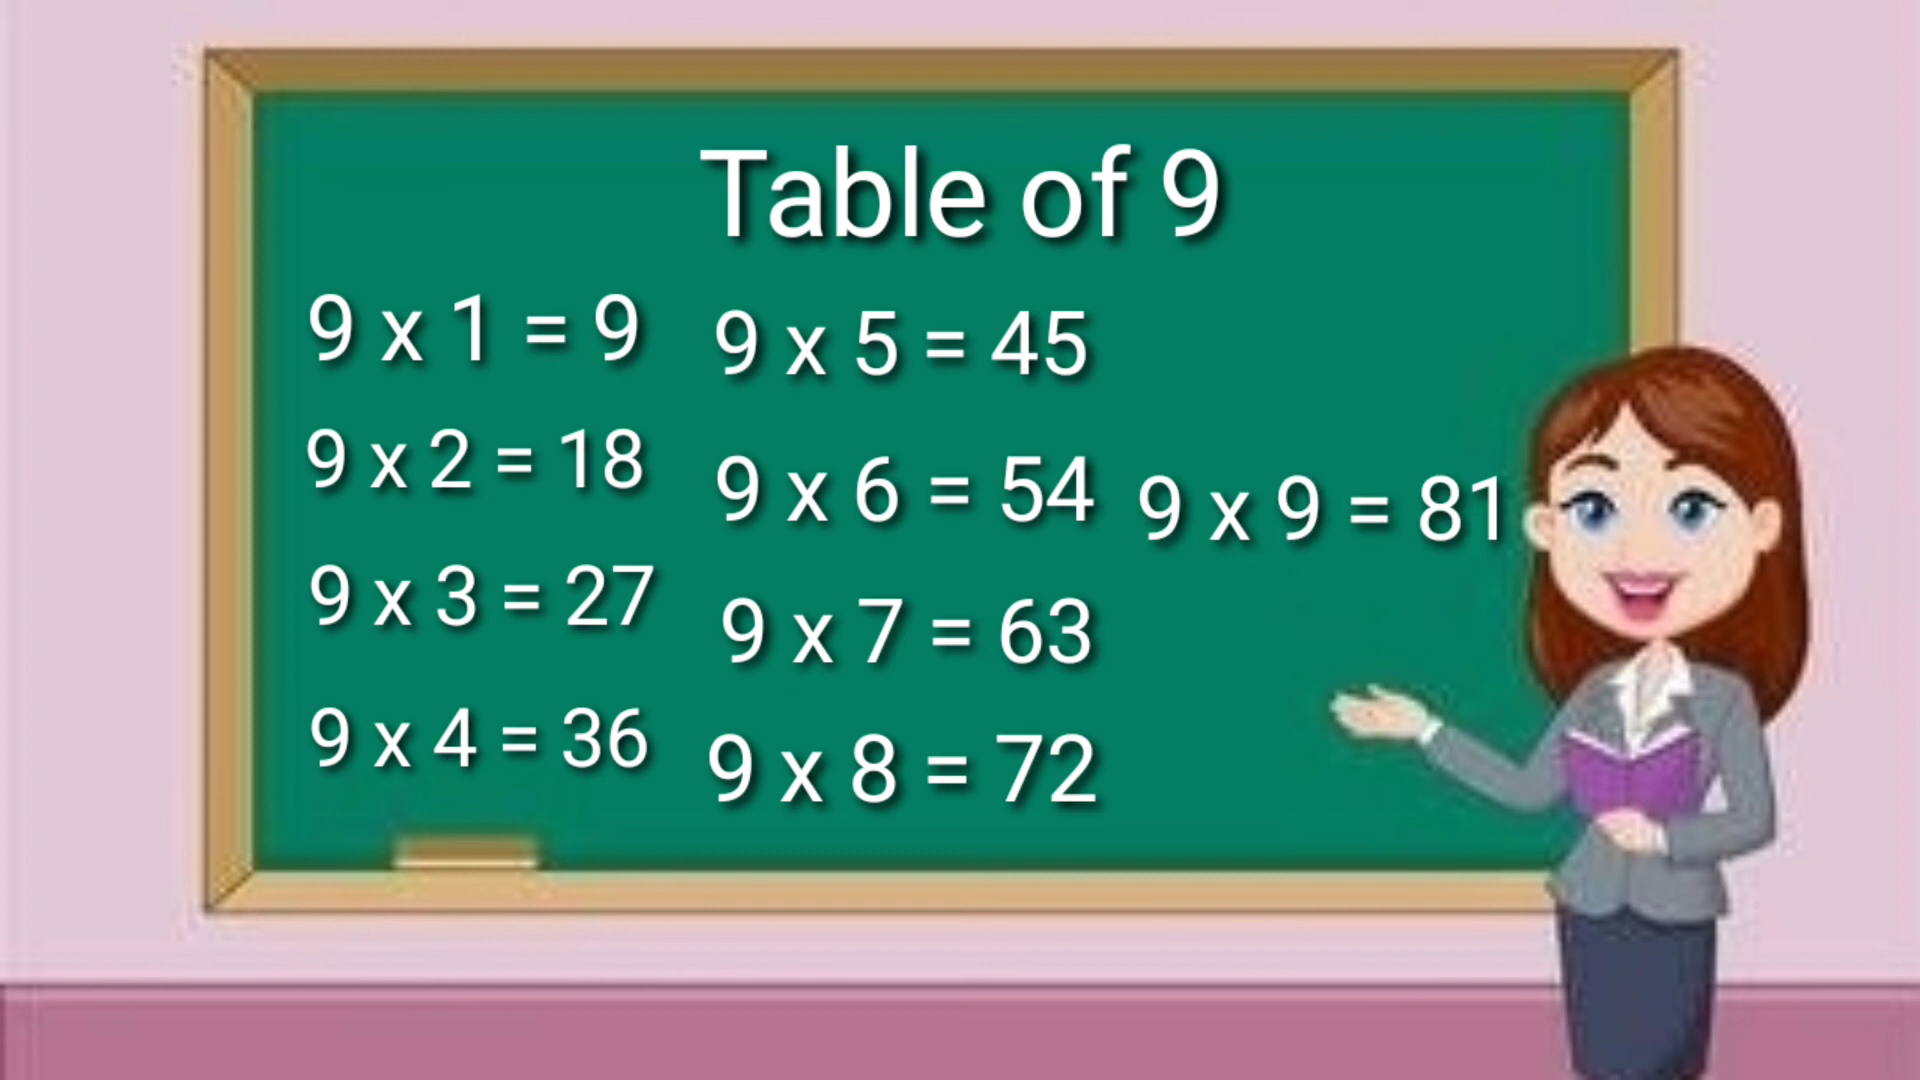 Table of 9
9 x 1 = 9
9 x 2 = 18
9 x 3 = 27
9 x 4 = 36
9 x 5 = 45
9 x 6 = 54
9 x 7 = 63
9 x 8 = 72
9 x 9 = 81